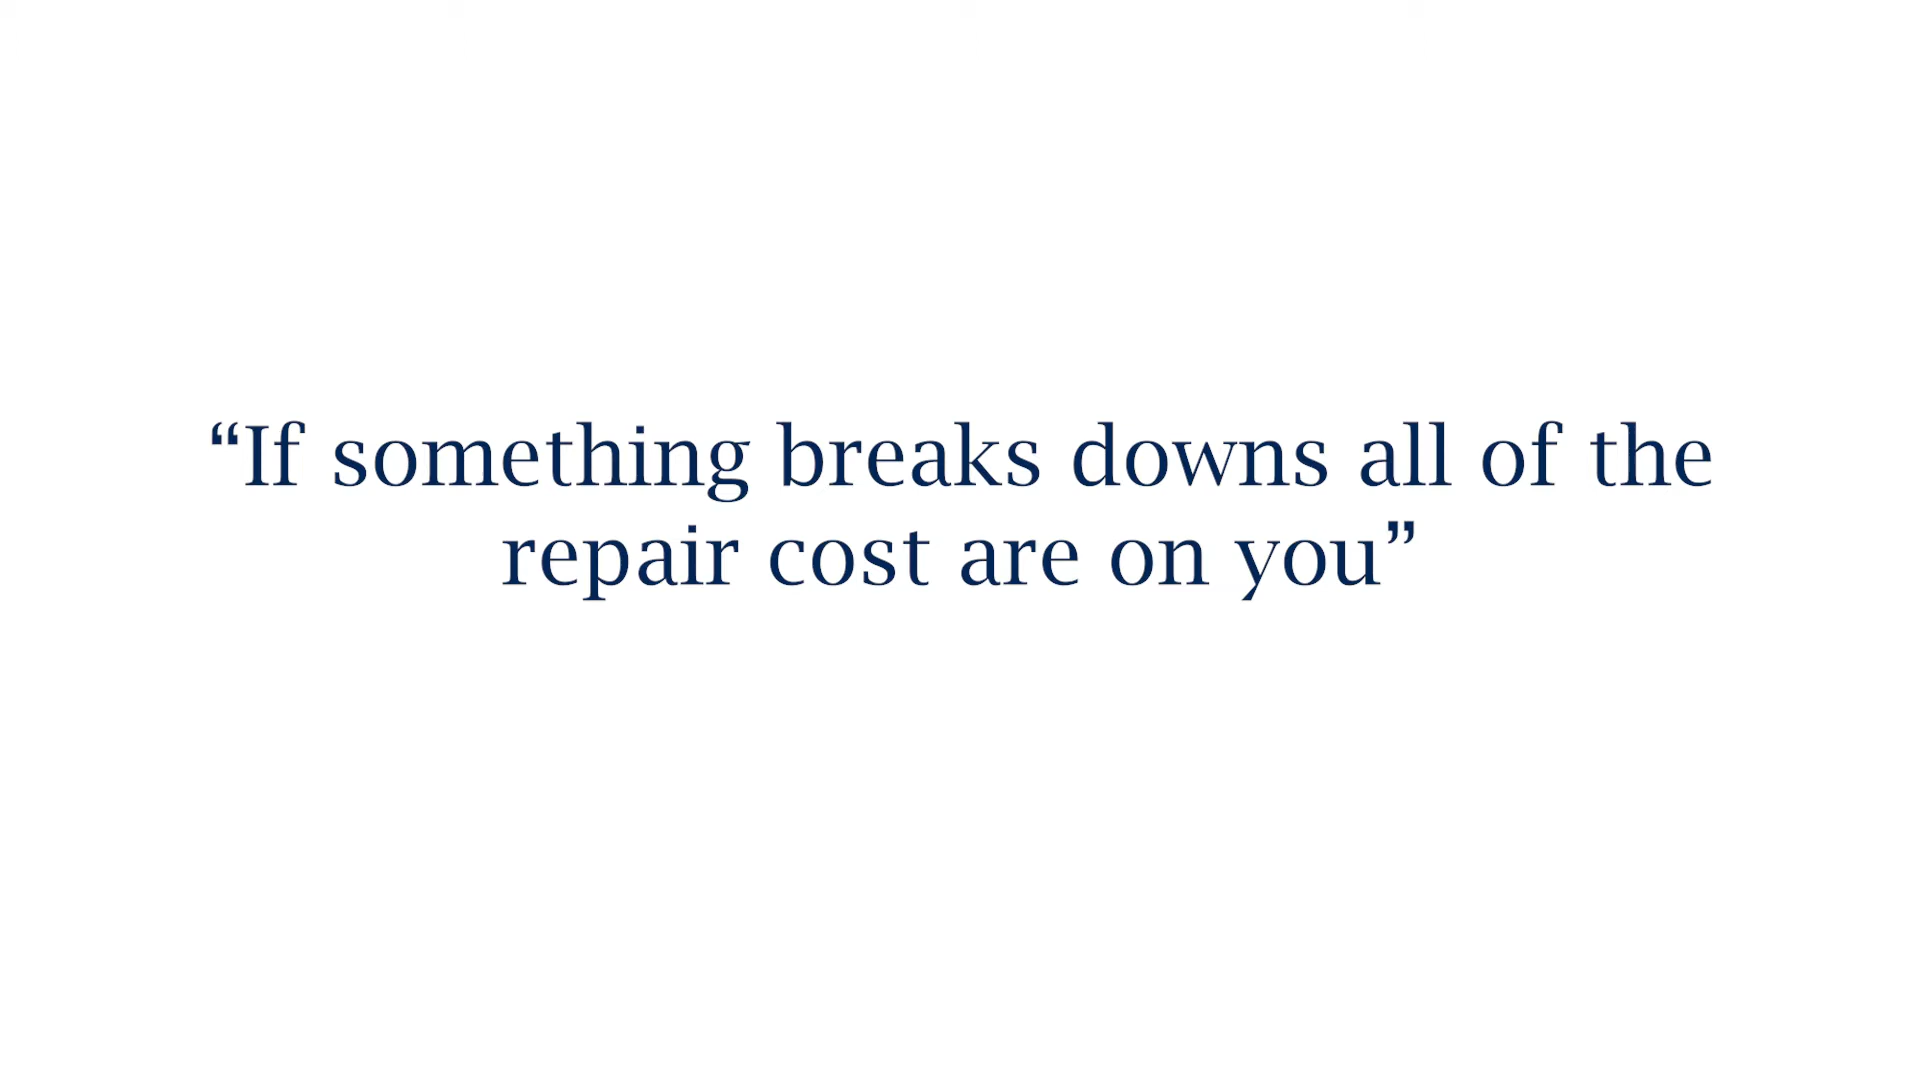 “If something breaks downs all of the
repair cost are on you”